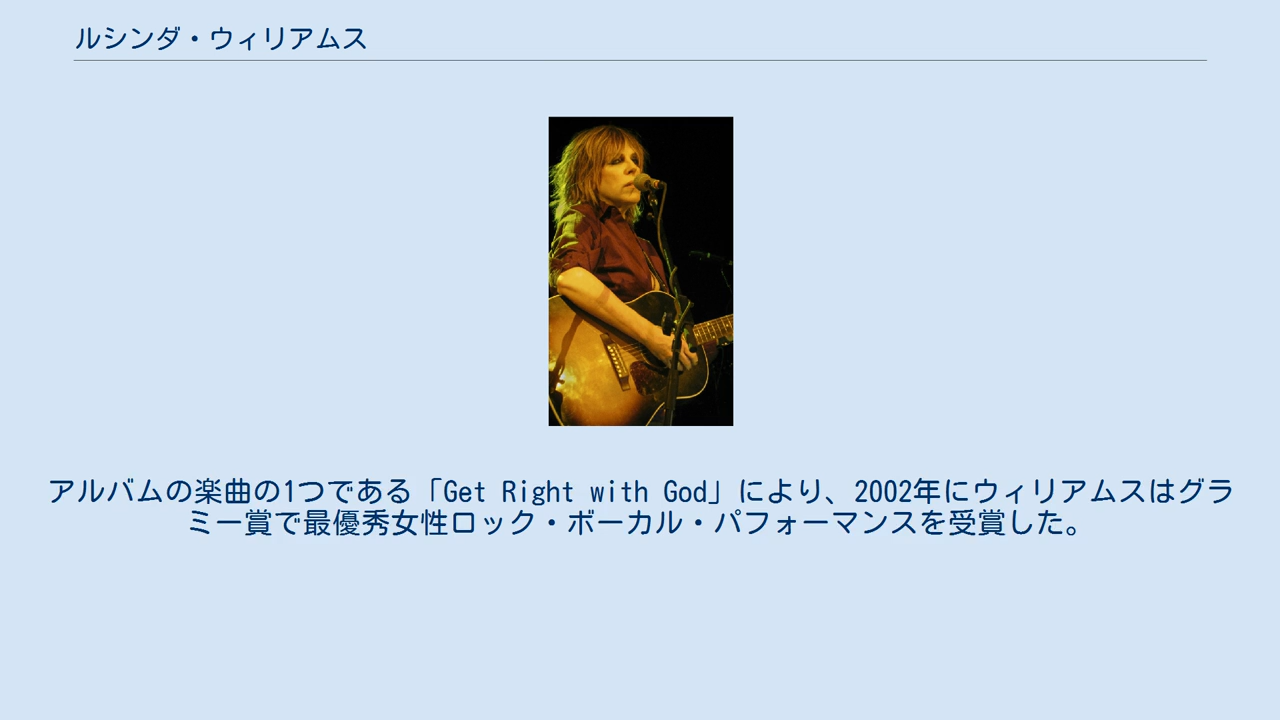 ルシンダ・ウィリアムス
アルバムの楽曲の1つである「Get Right with God」により、2002年にウィリアムスはグラ
ミー賞で最優秀女性ロック・ボーカル・パフォーマンスを受賞した。